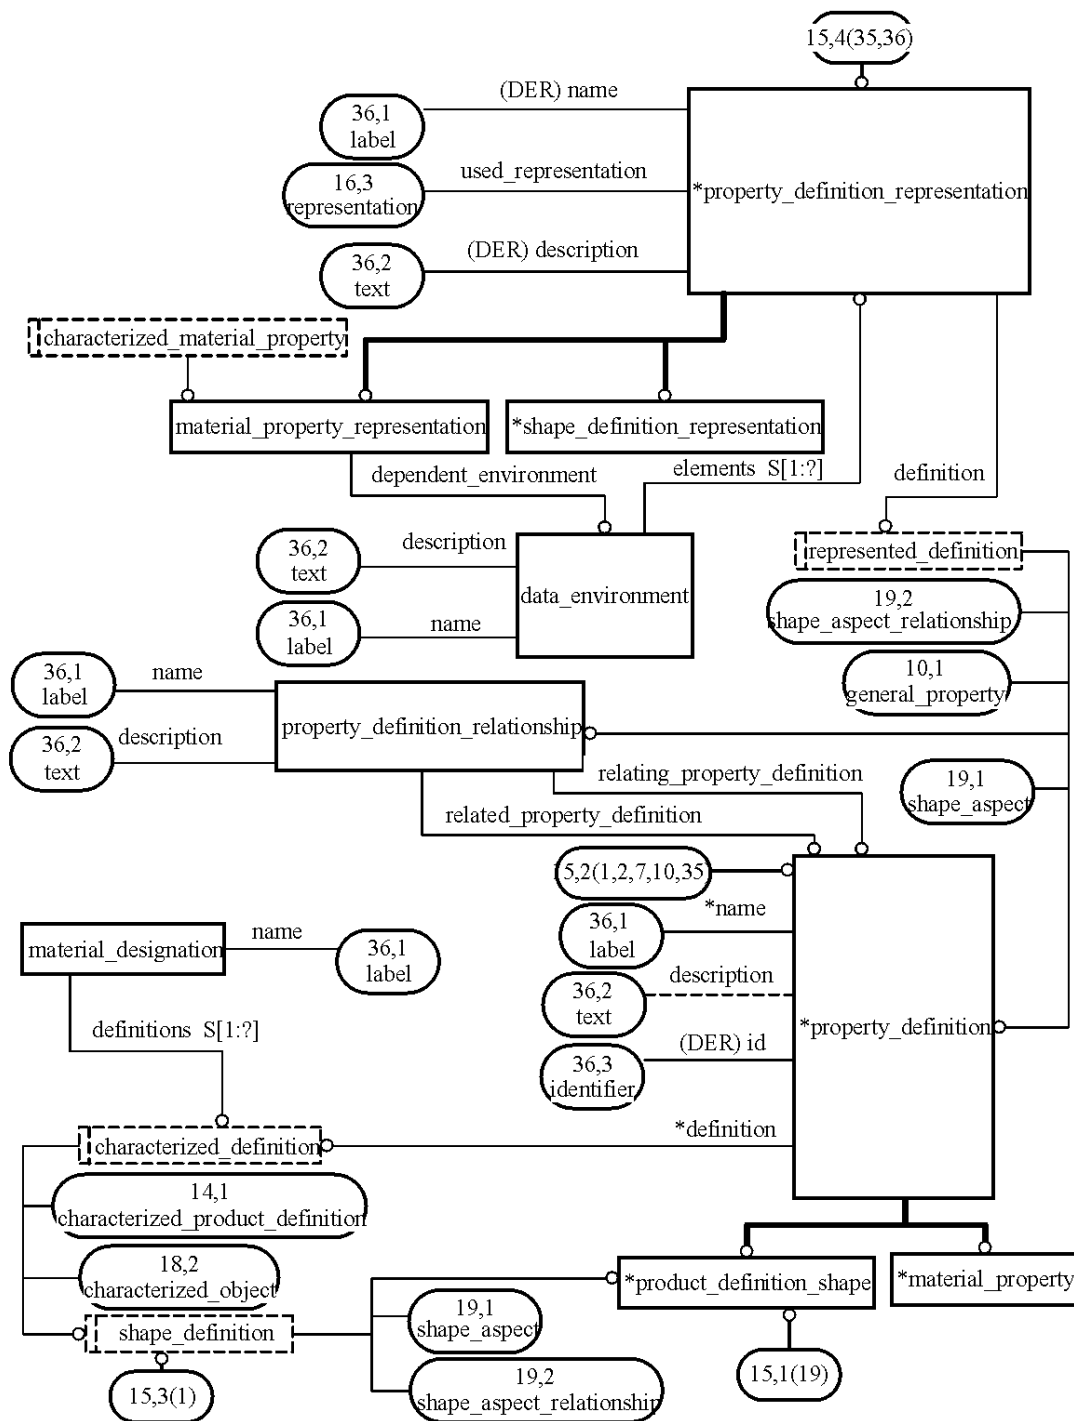 15,4(35,36)
(DER) name
36,1
label
used_representation
16,3
representation
*property_definition_representation
(DER) description
36,2
text
characterized_material_property
material_property_representation
*shape_definition_representation
dependent_environment
elements S[1:?]
definition
36,2
text
description
represented_definition
data_environment
19,2
shape_aspect_relationship
36,1
label
name
36,1
label
name
10,1
general_property
property_definition_relationship
36,2
text
description
relating_property_definition
19,1
shape_aspect
related_property_definition
15,2(1,2,7,10,35)
*name
36,1
label
material_designation
name
36,1
label
description
36,2
text
*property_definition
definitions S[1:?]
(DER) id
36,3
identifier
*definition
characterized_definition
14,1
characterized_product_definition
18,2
characterized_object
*product_definition_shape
*material_property
19,1
shape_aspect
shape_definition
15,3(1)
19,2
shape_aspect_relationship
15,1(19)